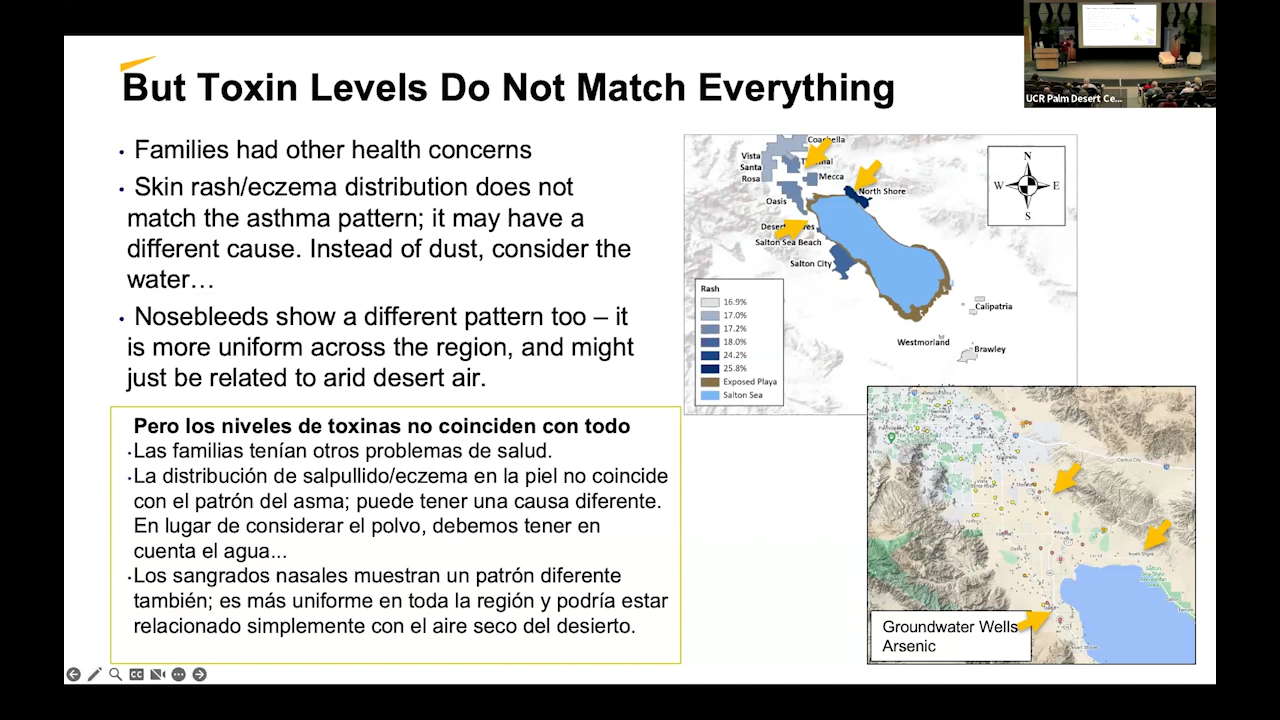 But Toxin Levels Do Not Match Everything
UCR Palm Desert Ce...
• Families had other health concerns
• Skin rash/eczema distribution does not
match the asthma pattern; it may have a
different cause. Instead of dust, consider the
water…
• Nosebleeds show a different pattern too – it
is more uniform across the region, and might
just be related to arid desert air.
Pero los niveles de toxinas no coinciden con todo
·Las familias tenían otros problemas de salud.
·La distribución de salpullido/eczema en la piel no coincide
con el patrón del asma; puede tener una causa diferente.
En lugar de considerar el polvo, debemos tener en
cuenta el agua...
·Los sangrados nasales muestran un patrón diferente
también; es más uniforme en toda la región y podría estar
relacionado simplemente con el aire seco del desierto.
Coachella
Vista
Santa
Rosa
Mecca
North Shore
Oasis
Desert
Salton Sea Beach
Salton City
Calipatria
Westmorland
Brawley
N
W E
S
Rash
16.9%
17.0%
17.2%
18.0%
24.2%
25.8%
Exposed Playa
Salton Sea
North Shore
Groundwater Wells
Arsenic
CC